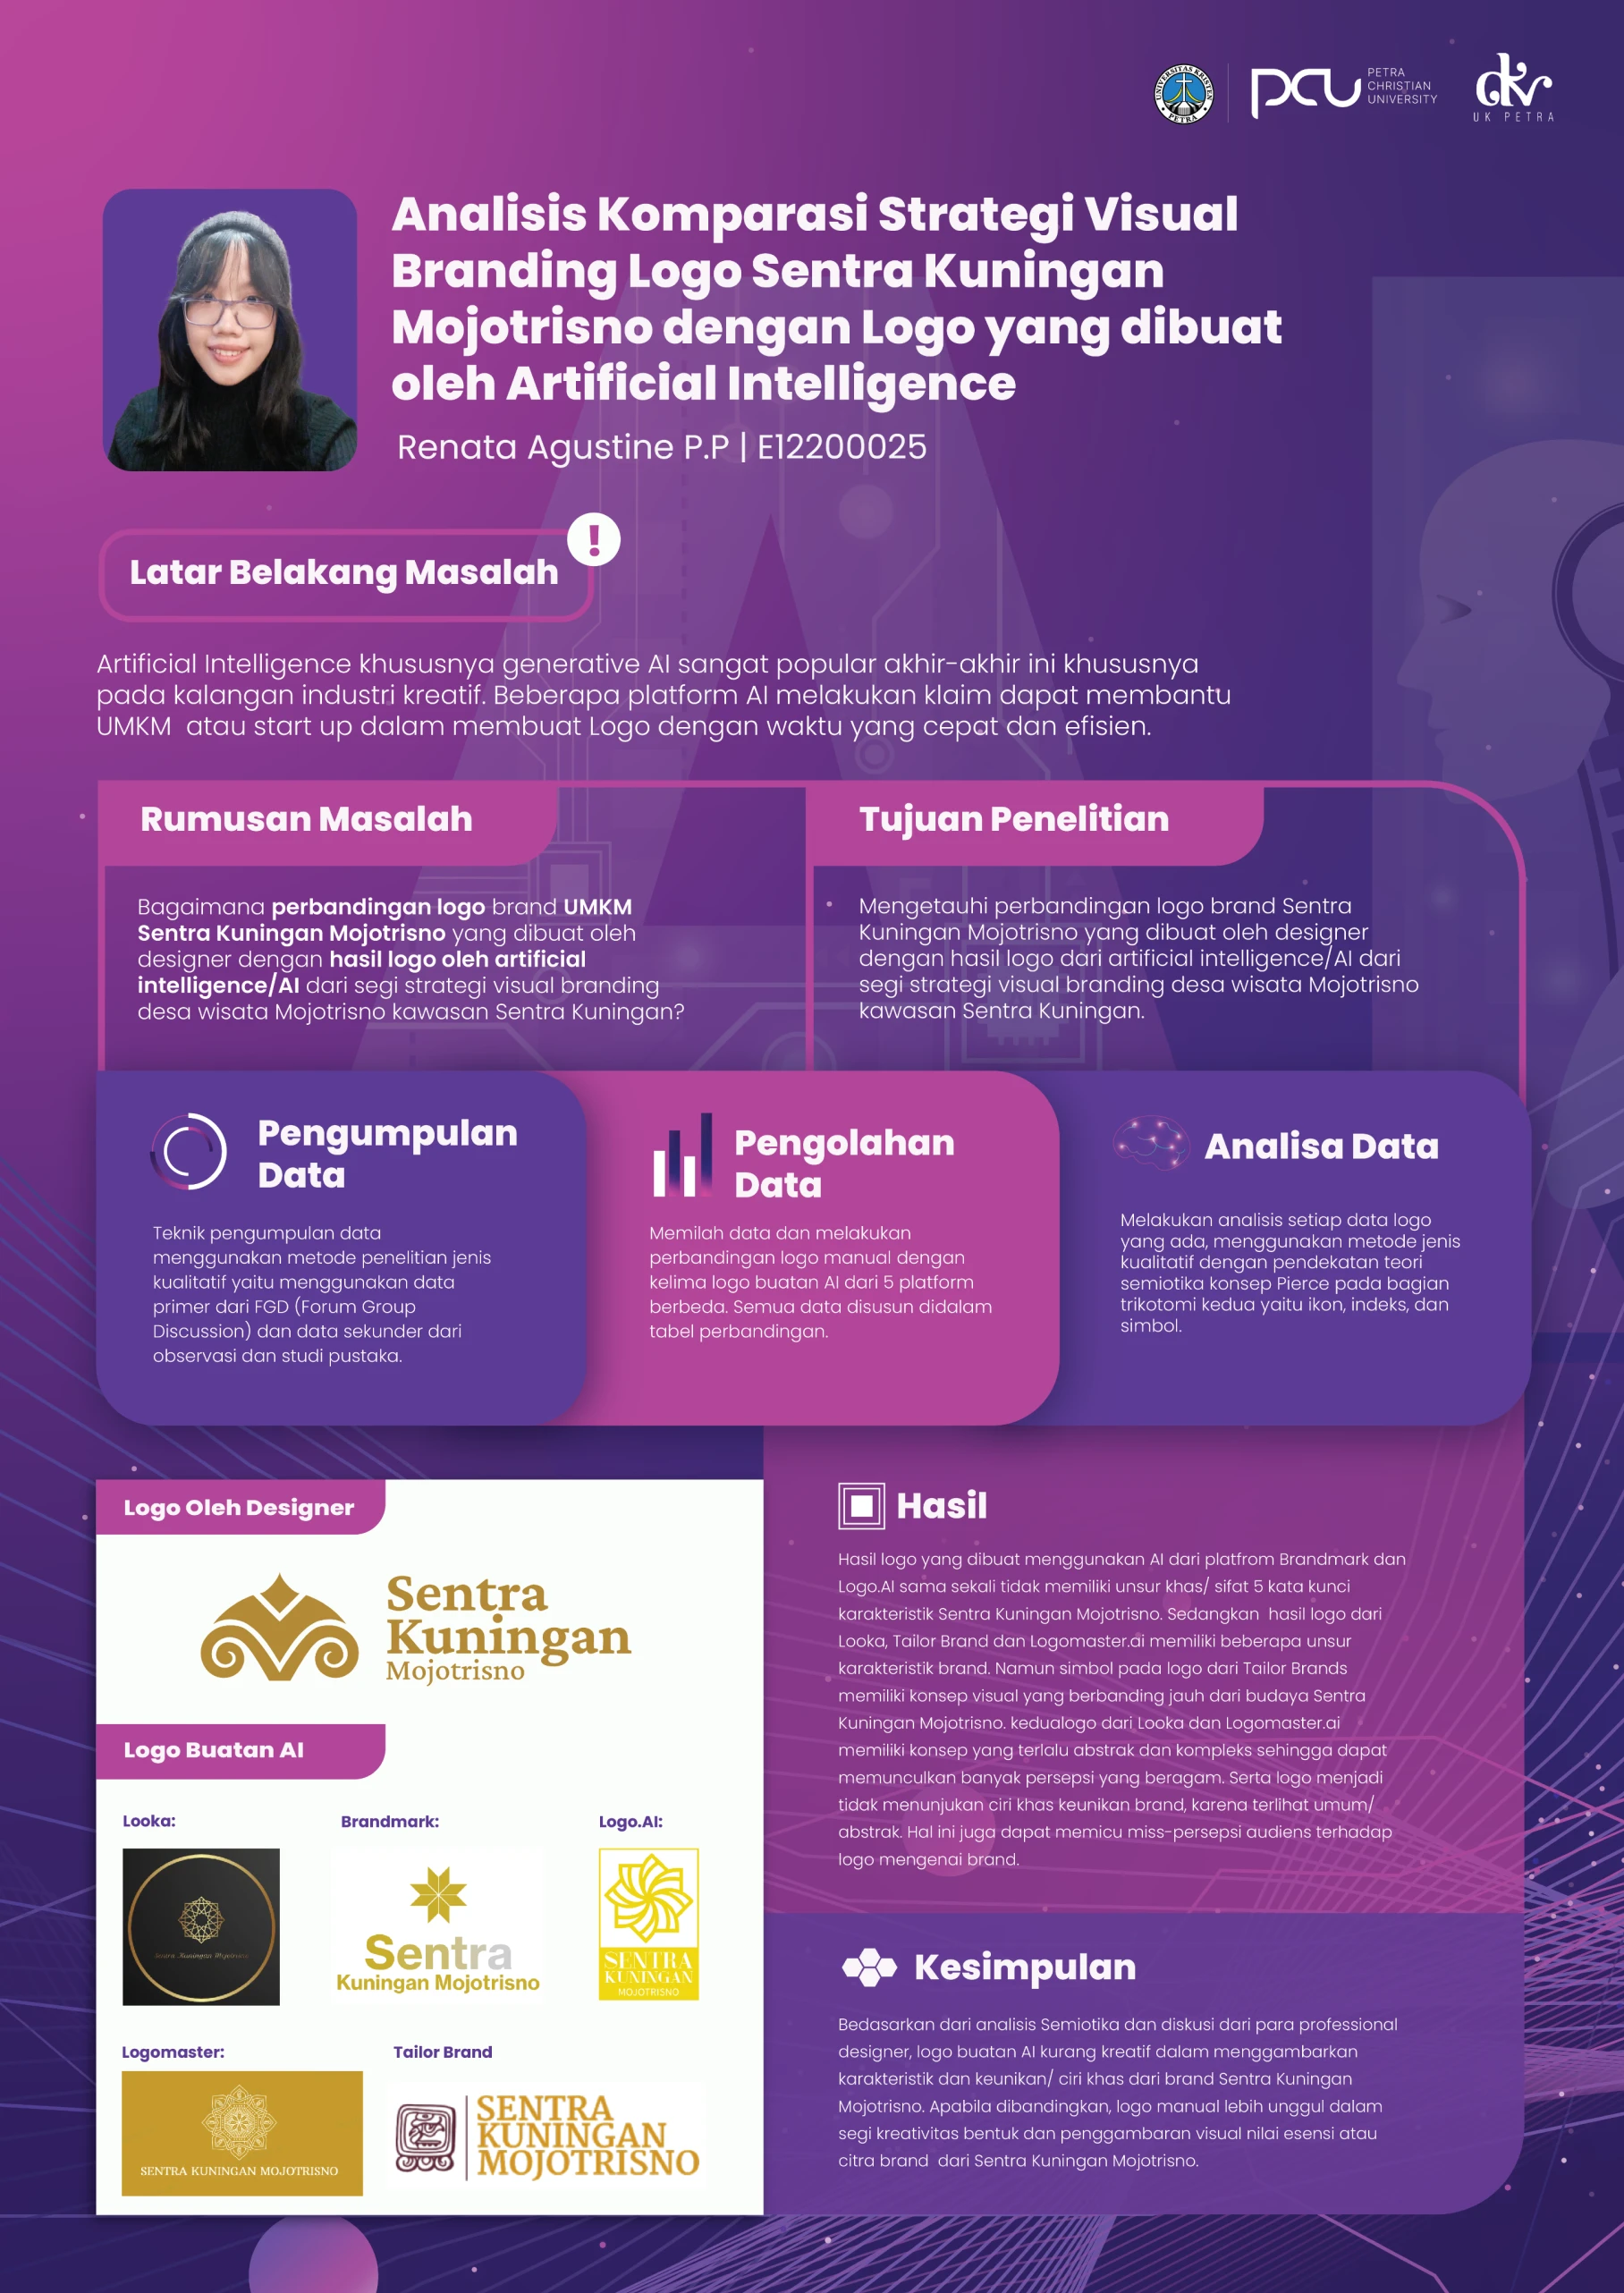 UNIVERSITAS KRISTEN
PETRA
PCU
PETRA
CHRISTIAN
UNIVERSITY
dkv
UK PETRA
Analisis Komparasi Strategi Visual
Branding Logo Sentra Kuningan
Mojotrisno dengan Logo yang dibuat
oleh Artificial Intelligence
Renata Agustine P.P | E12200025
!
Latar Belakang Masalah
Artificial Intelligence khususnya generative AI sangat popular akhir-akhir ini khususnya
pada kalangan industri kreatif. Beberapa platform AI melakukan klaim dapat membantu
UMKM  atau start up dalam membuat Logo dengan waktu yang cepat dan efisien.
Rumusan Masalah
Bagaimana perbandingan logo brand UMKM
Sentra Kuningan Mojotrisno yang dibuat oleh
designer dengan hasil logo oleh artificial
intelligence/AI dari segi strategi visual branding
desa wisata Mojotrisno kawasan Sentra Kuningan?
Tujuan Penelitian
Mengetahui perbandingan logo brand Sentra
Kuningan Mojotrisno yang dibuat oleh designer
dengan hasil logo dari artificial intelligence/AI dari
segi strategi visual branding desa wisata Mojotrisno
kawasan Sentra Kuningan.
Pengumpulan
Data
Teknik pengumpulan data
menggunakan metode penelitian jenis
kualitatif yaitu menggunakan data
primer dari FGD (Forum Group
Discussion) dan data sekunder dari
observasi dan studi pustaka.
Pengolahan
Data
Memilah data dan melakukan
perbandingan logo manual dengan
kelima logo buatan AI dari 5 platform
berbeda. Semua data disusun didalam
tabel perbandingan.
Analisa Data
Melakukan analisis setiap data logo
yang ada, menggunakan metode jenis
kualitatif dengan pendekatan teori
semiotika konsep Pierce pada bagian
trikotomi kedua yaitu ikon, indeks, dan
simbol.
Logo Oleh Designer
Sentra
Kuningan
Mojotrisno
Logo Buatan AI
Looka:
Sentra Kuningan Mojotrisno
Brandmark:
Sentra
Kuningan Mojotrisno
Logo.AI:
SENTRA
KUNINGAN
MOJOTRISNO
Logomaster:
SENTRA KUNINGAN MOJOTRISNO
Tailor Brand
SENTRA
KUNINGAN
MOJOTRISNO
Hasil
Hasil logo yang dibuat menggunakan AI dari platfrom Brandmark dan
Logo.AI sama sekali tidak memiliki unsur khas/ sifat 5 kata kunci
karakteristik Sentra Kuningan Mojotrisno. Sedangkan  hasil logo dari
Looka, Tailor Brand dan Logomaster.ai memiliki beberapa unsur
karakteristik brand. Namun simbol pada logo dari Tailor Brands
memiliki konsep visual yang berbanding jauh dari budaya Sentra
Kuningan Mojotrisno. kedualogo dari Looka dan Logomaster.ai
memiliki konsep yang terlalu abstrak dan kompleks sehingga dapat
memunculkan banyak persepsi yang beragam. Serta logo menjadi
tidak menunjukan ciri khas keunikan brand, karena terlihat umum/
abstrak. Hal ini juga dapat memicu miss-persepsi audiens terhadap
logo mengenai brand.
Kesimpulan
Bedasarkan dari analisis Semiotika dan diskusi dari para professional
designer, logo buatan AI kurang kreatif dalam menggambarkan
karakteristik dan keunikan/ ciri khas dari brand Sentra Kuningan
Mojotrisno. Apabila dibandingkan, logo manual lebih unggul dalam
segi kreativitas bentuk dan penggambaran visual nilai esensi atau
citra brand  dari Sentra Kuningan Mojotrisno.